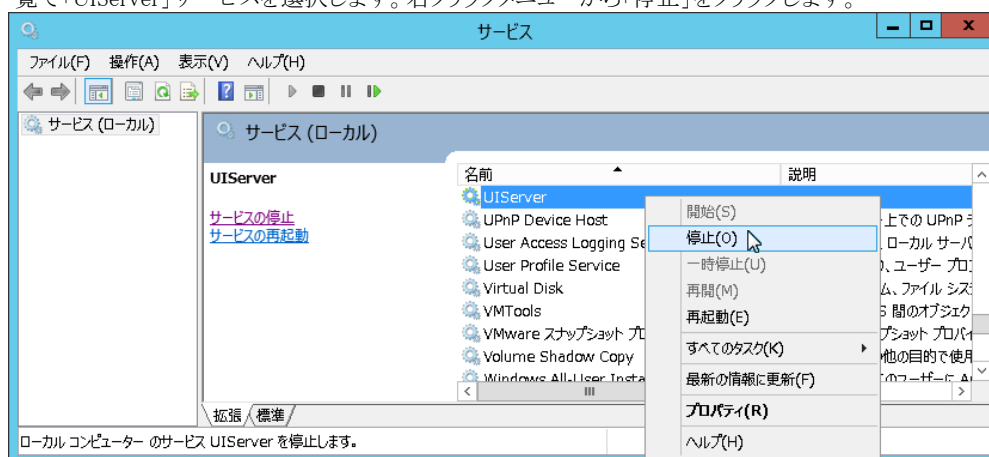 覧で「UIServer」サービスを選択します。右クリックメニューから「停止」をクリックします。
サービス
ファイル(F) 操作(A) 表示(V) ヘルプ(H)
サービス (ローカル)
サービス (ローカル)
UIServer
サービスの停止
サービスの再起動
名前 説明
UIServer
UPnP Device Host 上での UPnP
User Access Logging Se ローカル サーバ
User Profile Service 、ユーザー プロ
Virtual Disk ム、ファイル シス
VMTools 間のオブジェク
VMware スナップショット プロ プショット プロバイ
Volume Shadow Copy 他の目的で使用
Windows All-User Insta のユーザーに A
開始(S)
停止(O)
一時停止(U)
再開(M)
再起動(E)
すべてのタスク(K)
最新の情報に更新(F)
プロパティ(R)
ヘルプ(H)
拡張 標準
ローカル コンピューター のサービス UIServer を停止します。